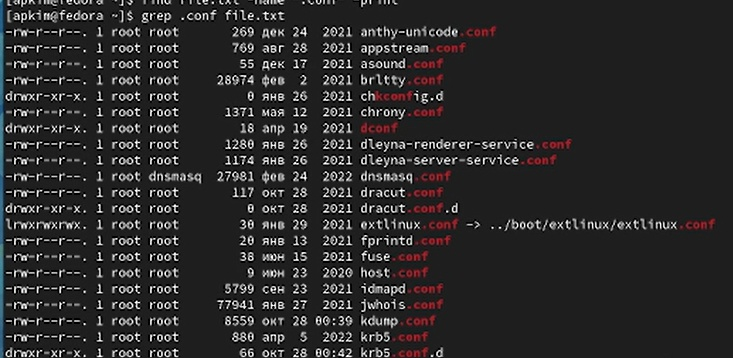 [apkim@fedora ~]$ find file.txt -name ".conf" -print
[apkim@fedora ~]$ grep .conf file.txt
-rw-r--r--. 1 root root 269 дек 24 2021 anthy-unicode.conf
-rw-r--r--. 1 root root 769 авг 28 2021 appstream.conf
-rw-r--r--. 1 root root 55 дек 17 2021 asound.conf
-rw-r--r--. 1 root root 28974 фев 2 2021 brltty.conf
drwxr-xr-x. 1 root root 0 янв 26 2021 chkconfig.d
-rw-r--r--. 1 root root 1371 мая 12 2021 chrony.conf
drwxr-xr-x. 1 root root 18 апр 19 2021 dconf
-rw-r--r--. 1 root root 1280 янв 26 2021 dleyna-renderer-service.conf
-rw-r--r--. 1 root root 1174 янв 26 2021 dleyna-server-service.conf
-rw-r--r--. 1 root dnsmasq 27981 фев 24 2022 dnsmasq.conf
-rw-r--r--. 1 root root 117 окт 28 2021 dracut.conf
drwxr-xr-x. 1 root root 0 окт 28 2021 dracut.conf.d
lrwxrwxrwx. 1 root root 30 янв 29 2021 extlinux.conf -> ../boot/extlinux/extlinux.conf
-rw-r--r--. 1 root root 20 янв 13 2021 fprintd.conf
-rw-r--r--. 1 root root 38 июн 15 2021 fuse.conf
-rw-r--r--. 1 root root 9 июн 23 2020 host.conf
-rw-r--r--. 1 root root 5799 сен 23 2021 idmapd.conf
-rw-r--r--. 1 root root 77941 янв 27 2021 jwhois.conf
-rw-r--r--. 1 root root 8559 окт 28 00:39 kdump.conf
-rw-r--r--. 1 root root 880 апр 5 2022 krb5.conf
drwxr-xr-x. 1 root root 66 окт 28 00:42 krb5.conf.d